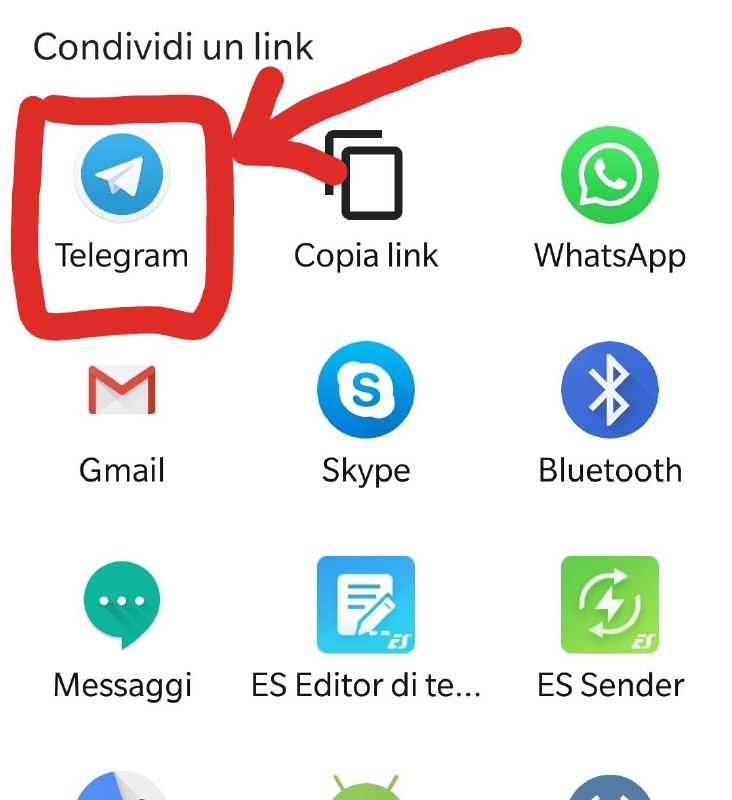 Condividi un link
Telegram
Copia link
WhatsApp
Gmail
Skype
Bluetooth
Messaggi
ES Editor di te...
ES Sender